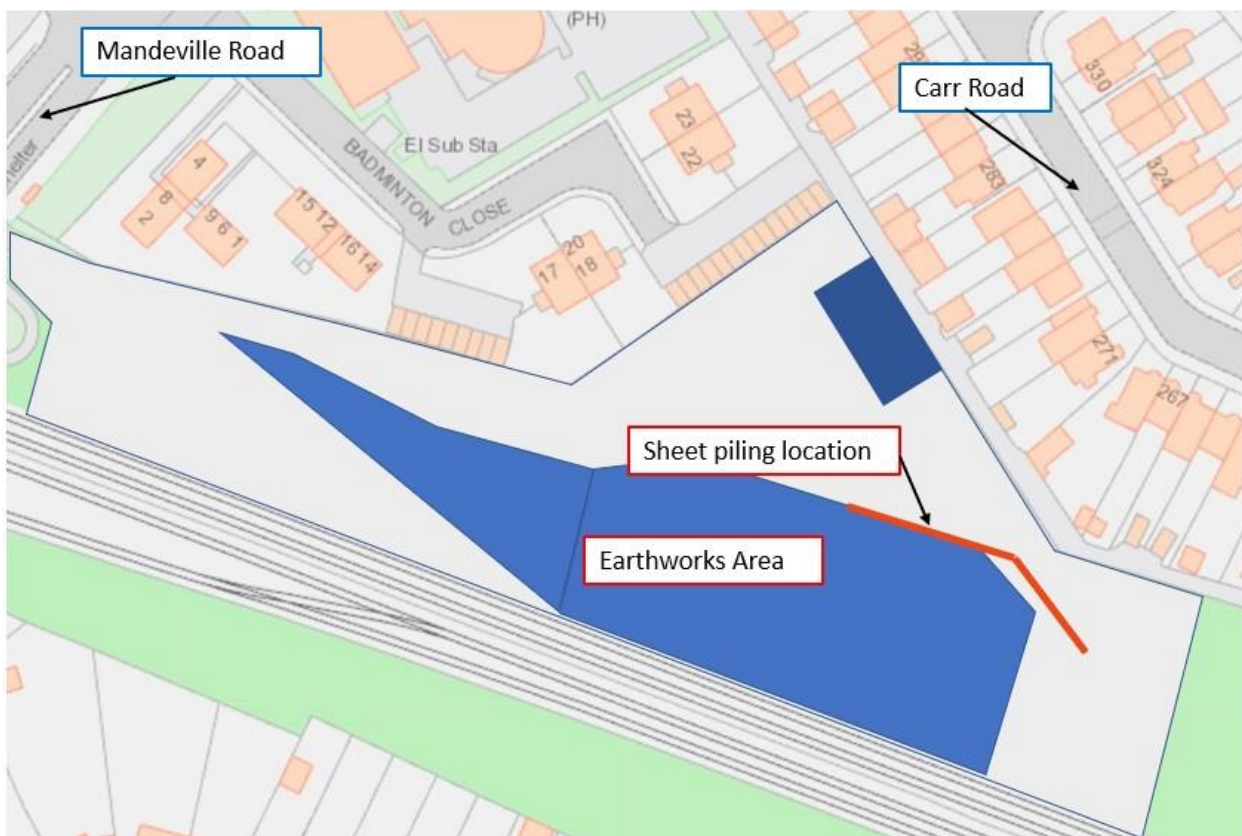 (PH)
Mandeville Road
Carr Road
330
23
22
El Sub Sta
BADMINTON
CLOSE
4
8
2
9 6 1
15 12
16 14
17
20
18
283
324
271
267
Sheet piling location
Earthworks Area